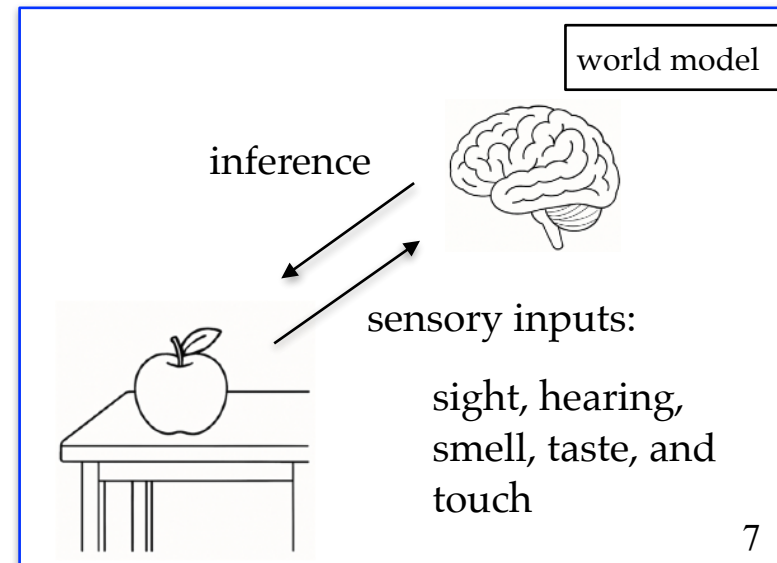 world model
inference
sensory inputs:
sight, hearing,
smell, taste, and
touch
7